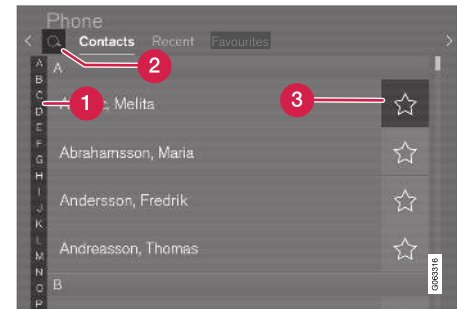 Phone
Contacts Recent Favourites
2
A
1
Melita
3
Abrahamsson, Maria
Andersson, Fredrik
Andreasson, Thomas
B
A
B
C
D
E
F
G
H
I
J
K
L
M
N
O
P
G063316